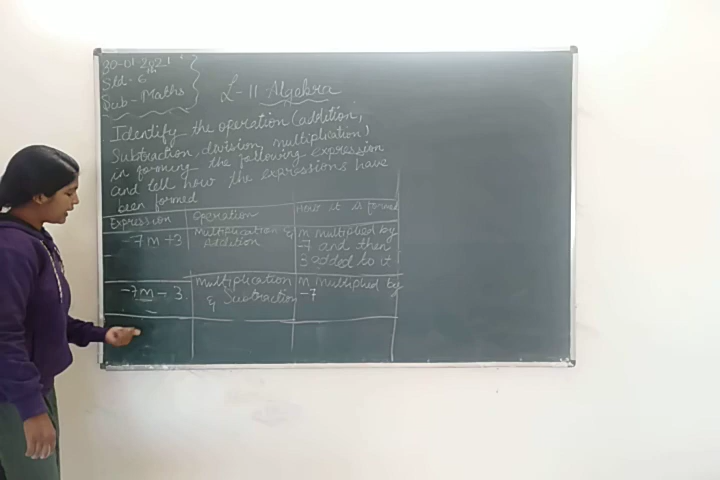 30-01-2021
Std-6th
Sub-Maths
L-11 Algebra
Identify the operation (addition,
Subtraction, division, multiplication)
in forming the following expression
and tell how the expressions have
been formed
Expression Operation How it is formed
-7m+3 Multiplication & Addition m multiplied by -7 and then 3 added to it
-7m-3. Multiplication & Subtraction m multiplied by -7